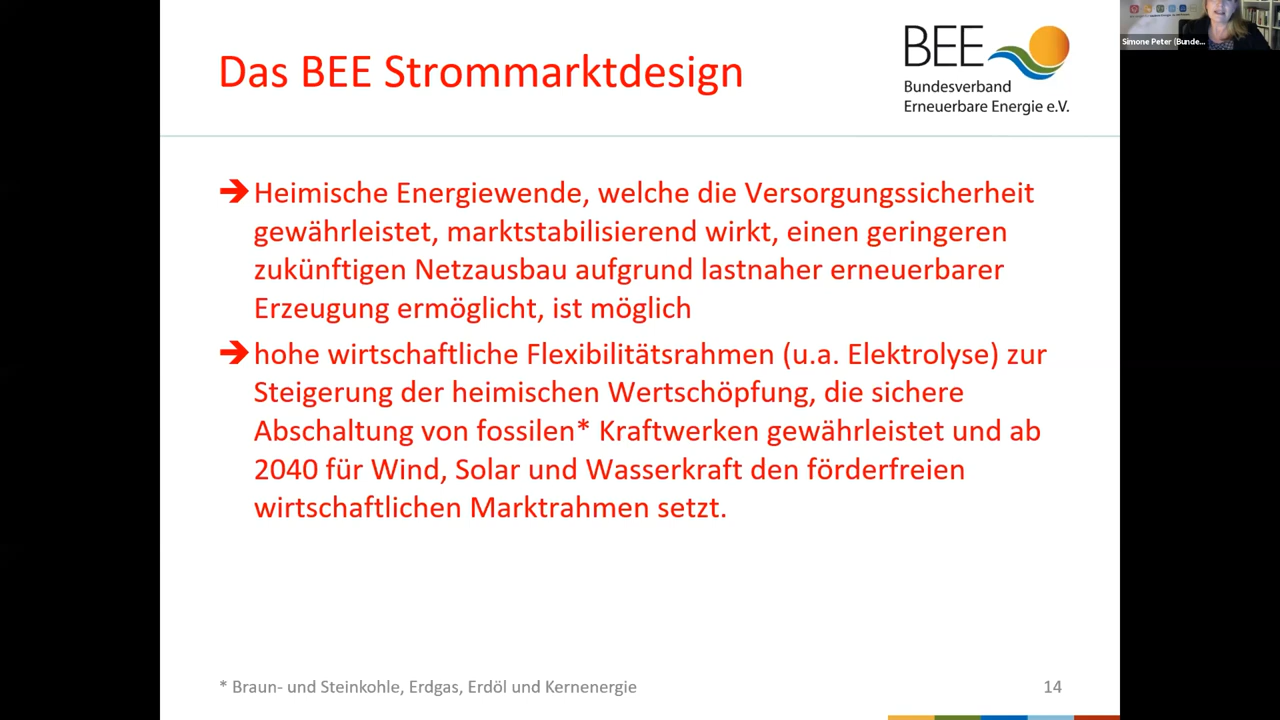 Das BEE Strommarktdesign
BEE
Bundesverband
Erneuerbare Energie e.V.
Simone Peter (Bunde...
➔ Heimische Energiewende, welche die Versorgungssicherheit
gewährleistet, marktstabilisierend wirkt, einen geringeren
zukünftigen Netzausbau aufgrund lastnaher erneuerbarer
Erzeugung ermöglicht, ist möglich
➔ hohe wirtschaftliche Flexibilitätsrahmen (u.a. Elektrolyse) zur
Steigerung der heimischen Wertschöpfung, die sichere
Abschaltung von fossilen* Kraftwerken gewährleistet und ab
2040 für Wind, Solar und Wasserkraft den förderfreien
wirtschaftlichen Marktrahmen setzt.
* Braun- und Steinkohle, Erdgas, Erdöl und Kernenergie
14